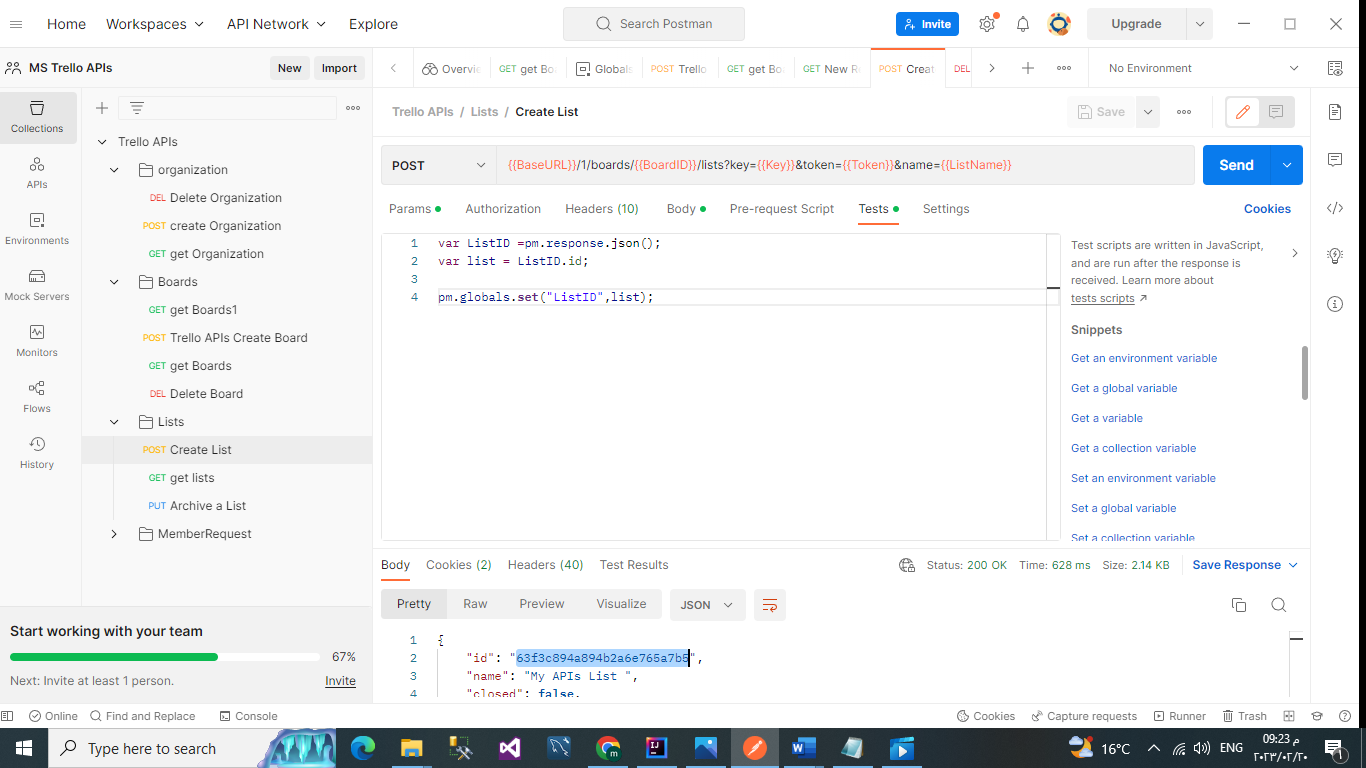 Home Workspaces API Network Explore Search Postman Invite Upgrade
MS Trello APIs New Import
Overvi GET get Bo Global POST Trello GET get Bo GET New R POST Creat DEL No Environment
Collections
APIs
Environments
Mock Servers
Monitors
Flows
History
Trello APIs
organization
DEL Delete Organization
POST create Organization
GET get Organization
Boards
GET get Boards1
POST Trello APIs Create Board
GET get Boards
DEL Delete Board
Lists
POST Create List
GET get lists
PUT Archive a List
MemberRequest
Start working with your team
67%
Next: Invite at least 1 person. Invite
Trello APIs / Lists / Create List Save
POST {{BaseURL}}/1/boards/{{BoardID}}/lists?key={{Key}}&token={{Token}}&name={{ListName}} Send
Params Authorization Headers (10) Body Pre-request Script Tests Settings Cookies
1 var ListID =pm.response.json();
2 var list = ListID.id;
3
4 pm.globals.set("ListID",list);
Test scripts are written in JavaScript,
and are run after the response is
received. Learn more about
tests scripts ↗
Snippets
Get an environment variable
Get a global variable
Get a variable
Get a collection variable
Set an environment variable
Set a global variable
Set a collection variable
Body Cookies (2) Headers (40) Test Results Status: 200 OK Time: 628 ms Size: 2.14 KB Save Response
Pretty Raw Preview Visualize JSON
1 {
2 "id": "63f3c894a894b2a6e765a7b5",
3 "name": "My APIs List ",
4 "closed": false,
Online Find and Replace Console Cookies Capture requests Runner Trash
Type here to search 16°C ENG 09:23 م
٢٠٢٣/٠٢/٢٠
1